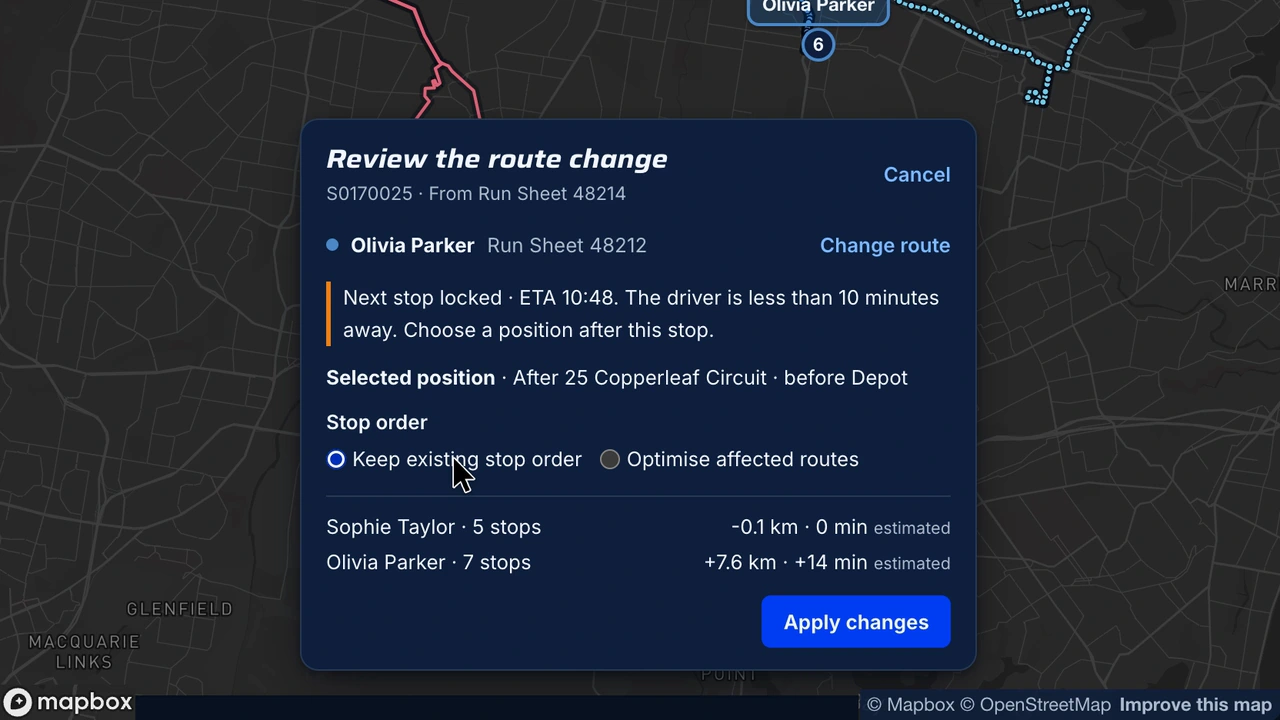 Olivia Parker
6
Review the route change
Cancel
S0170025 · From Run Sheet 48214
Olivia Parker Run Sheet 48212
Change route
Next stop locked · ETA 10:48. The driver is less than 10 minutes
away. Choose a position after this stop.
Selected position · After 25 Copperleaf Circuit · before Depot
Stop order
Keep existing stop order
Optimise affected routes
Sophie Taylor · 5 stops
-0.1 km · 0 min estimated
Olivia Parker · 7 stops
+7.6 km · +14 min estimated
Apply changes
MARR
GLENFIELD
MACQUARIE
LINKS
POINT
mapbox
© Mapbox © OpenStreetMap Improve this map